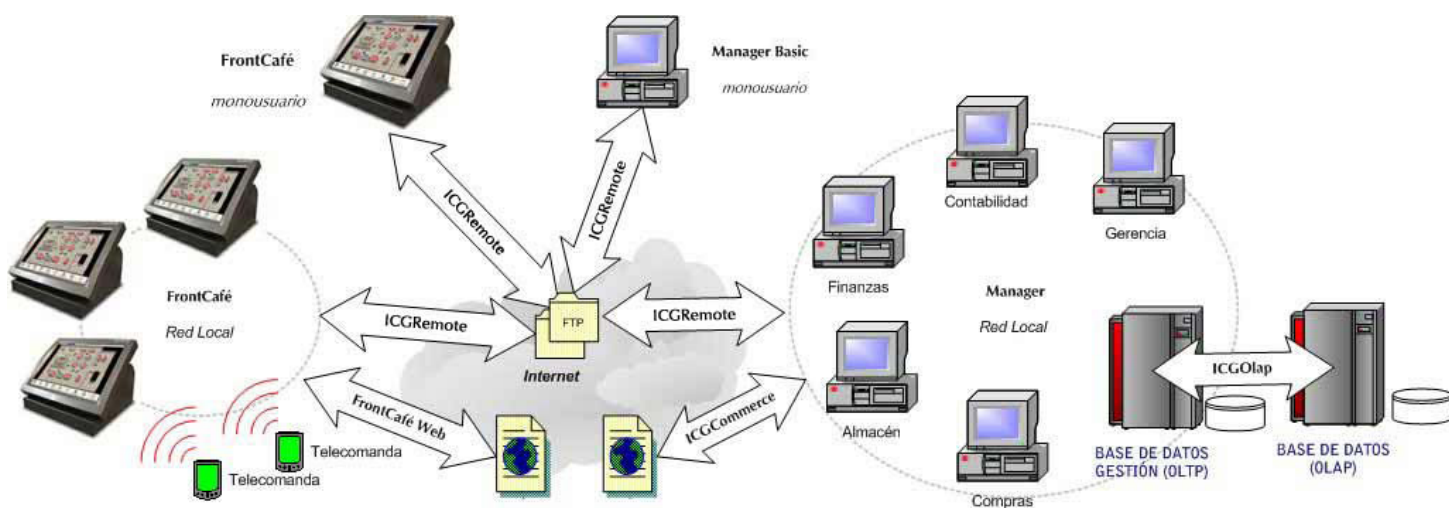 FrontCafé
monousuario
Manager Basic
monousuario
ICGRemote
ICGRemote
Contabilidad
Gerencia
Finanzas
FrontCafé
Red Local
ICGRemote
FTP
ICGRemote
Manager
Red Local
Internet
ICGOlap
FrontCafé Web
ICGCommerce
Almacén
Telecomanda
Telecomanda
Compras
BASE DE DATOS
GESTIÓN (OLTP)
BASE DE DATOS
(OLAP)